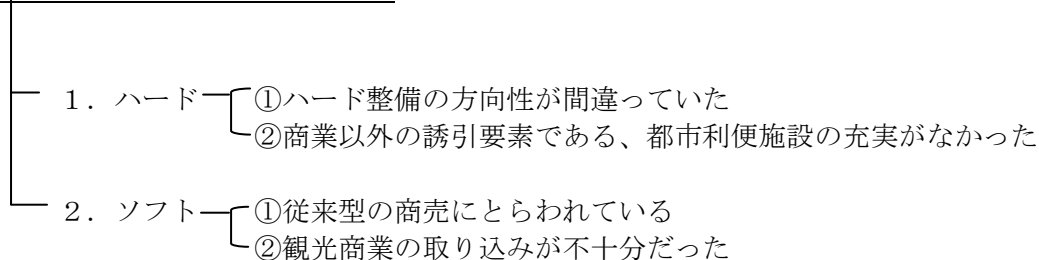 1．ハード ①ハード整備の方向性が間違っていた
②商業以外の誘引要素である、都市利便施設の充実がなかった
2．ソフト ①従来型の商売にとらわれている
②観光商業の取り込みが不十分だった